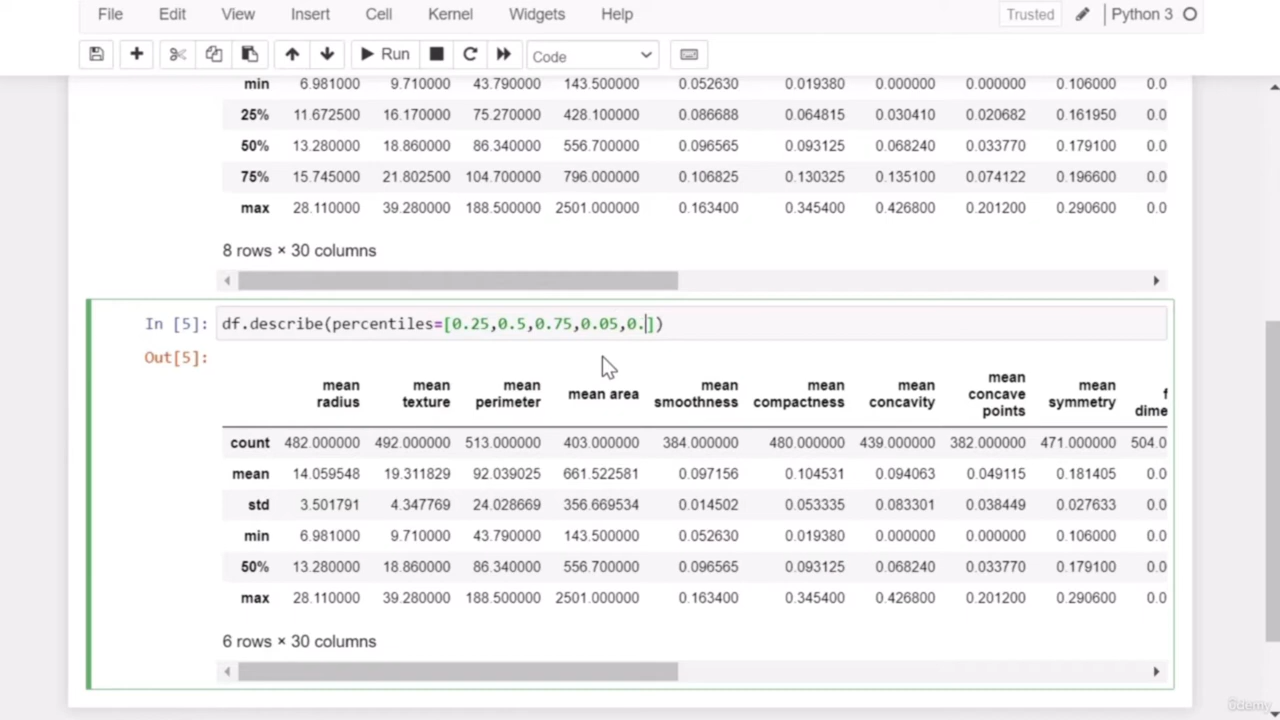 File Edit View Insert Cell Kernel Widgets Help Trusted Python 3
Run Code
min 6.981000 9.710000 43.790000 143.500000 0.052630 0.019380 0.000000 0.000000 0.106000 0.0
25% 11.672500 16.170000 75.270000 428.100000 0.086688 0.064815 0.030410 0.020682 0.161950 0.0
50% 13.280000 18.860000 86.340000 556.700000 0.096565 0.093125 0.068240 0.033770 0.179100 0.0
75% 15.745000 21.802500 104.700000 796.000000 0.106825 0.130325 0.135100 0.074122 0.196600 0.0
max 28.110000 39.280000 188.500000 2501.000000 0.163400 0.345400 0.426800 0.201200 0.290600 0.0
8 rows × 30 columns
In [5]: df.describe(percentiles=[0.25,0.5,0.75,0.05,0.])
Out[5]:
mean radius mean texture mean perimeter mean area mean smoothness mean compactness mean concavity mean concave points mean symmetry f dime
count 482.000000 492.000000 513.000000 403.000000 384.000000 480.000000 439.000000 382.000000 471.000000 504.0
mean 14.059548 19.311829 92.039025 661.522581 0.097156 0.104531 0.094063 0.049115 0.181405 0.0
std 3.501791 4.347769 24.028669 356.669534 0.014502 0.053335 0.083301 0.038449 0.027633 0.0
min 6.981000 9.710000 43.790000 143.500000 0.052630 0.019380 0.000000 0.000000 0.106000 0.0
50% 13.280000 18.860000 86.340000 556.700000 0.096565 0.093125 0.068240 0.033770 0.179100 0.0
max 28.110000 39.280000 188.500000 2501.000000 0.163400 0.345400 0.426800 0.201200 0.290600 0.0
6 rows × 30 columns
ûdemy